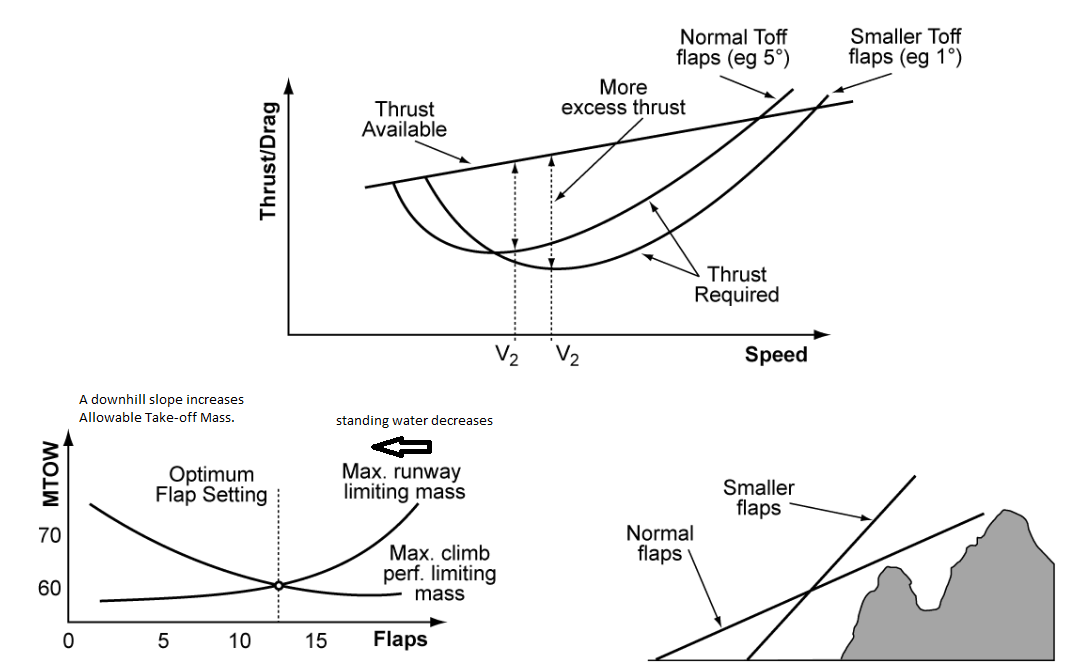 Normal Toff
flaps (eg 5°)
Smaller Toff
flaps (eg 1°)
More
excess thrust
Thrust
Available
Thrust/Drag
Thrust
Required
V₂
V₂
Speed
A downhill slope increases
Allowable Take-off Mass.
standing water decreases
MTOW
Optimum
Flap Setting
Max. runway
limiting mass
70
Max. climb
perf. limiting
mass
60
0
5
10
15
Flaps
Smaller
flaps
Normal
flaps